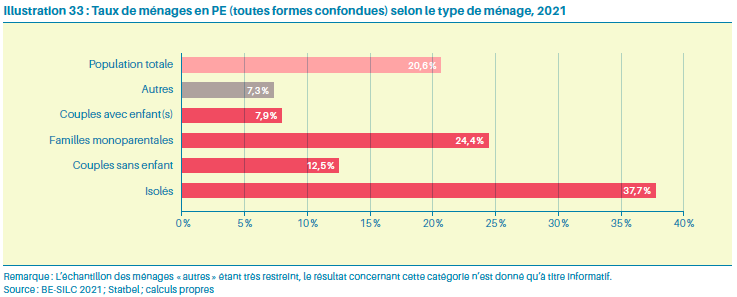 Illustration 33 : Taux de ménages en PE (toutes formes confondues) selon le type de ménage, 2021
Population totale
20,6%
Autres
7,3%
Couples avec enfant(s)
7,9%
Familles monoparentales
24,4%
Couples sans enfant
12,5%
Isolés
37,7%
0% 5% 10% 15% 20% 25% 30% 35% 40%
Remarque : L'échantillon des ménages « autres » étant très restreint, le résultat concernant cette catégorie n'est donné qu'à titre informatif.
Source : BE-SILC 2021 ; Statbel ; calculs propres